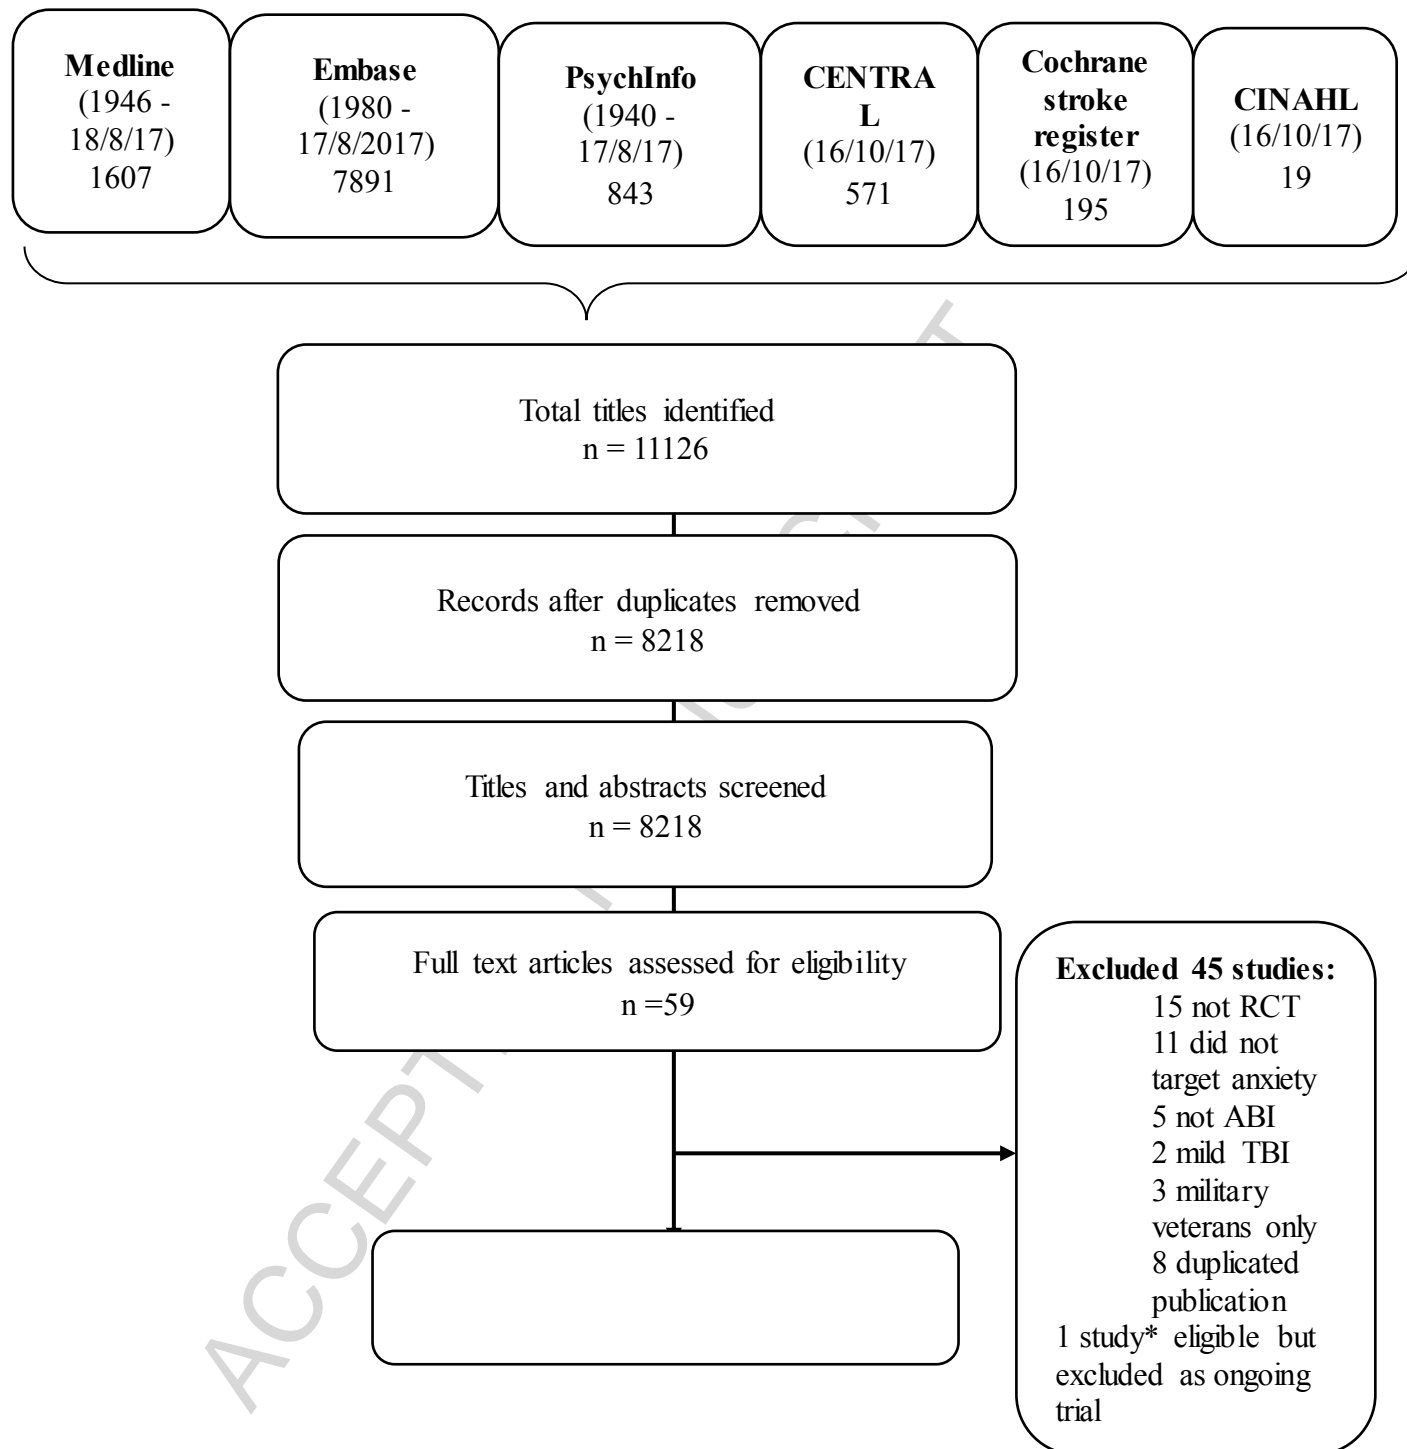 Medline
(1946 -
18/8/17)
1607
Embase
(1980 -
17/8/2017)
7891
PsychInfo
(1940 -
17/8/17)
843
CENTRA
L
(16/10/17)
571
Cochrane
stroke
register
(16/10/17)
195
CINAHL
(16/10/17)
19
Total titles identified
n = 11126
Records after duplicates removed
n = 8218
Titles and abstracts screened
n = 8218
Full text articles assessed for eligibility
n =59
Excluded 45 studies:
15 not RCT
11 did not
target anxiety
5 not ABI
2 mild TBI
3 military
veterans only
8 duplicated
publication
1 study* eligible but
excluded as ongoing
trial